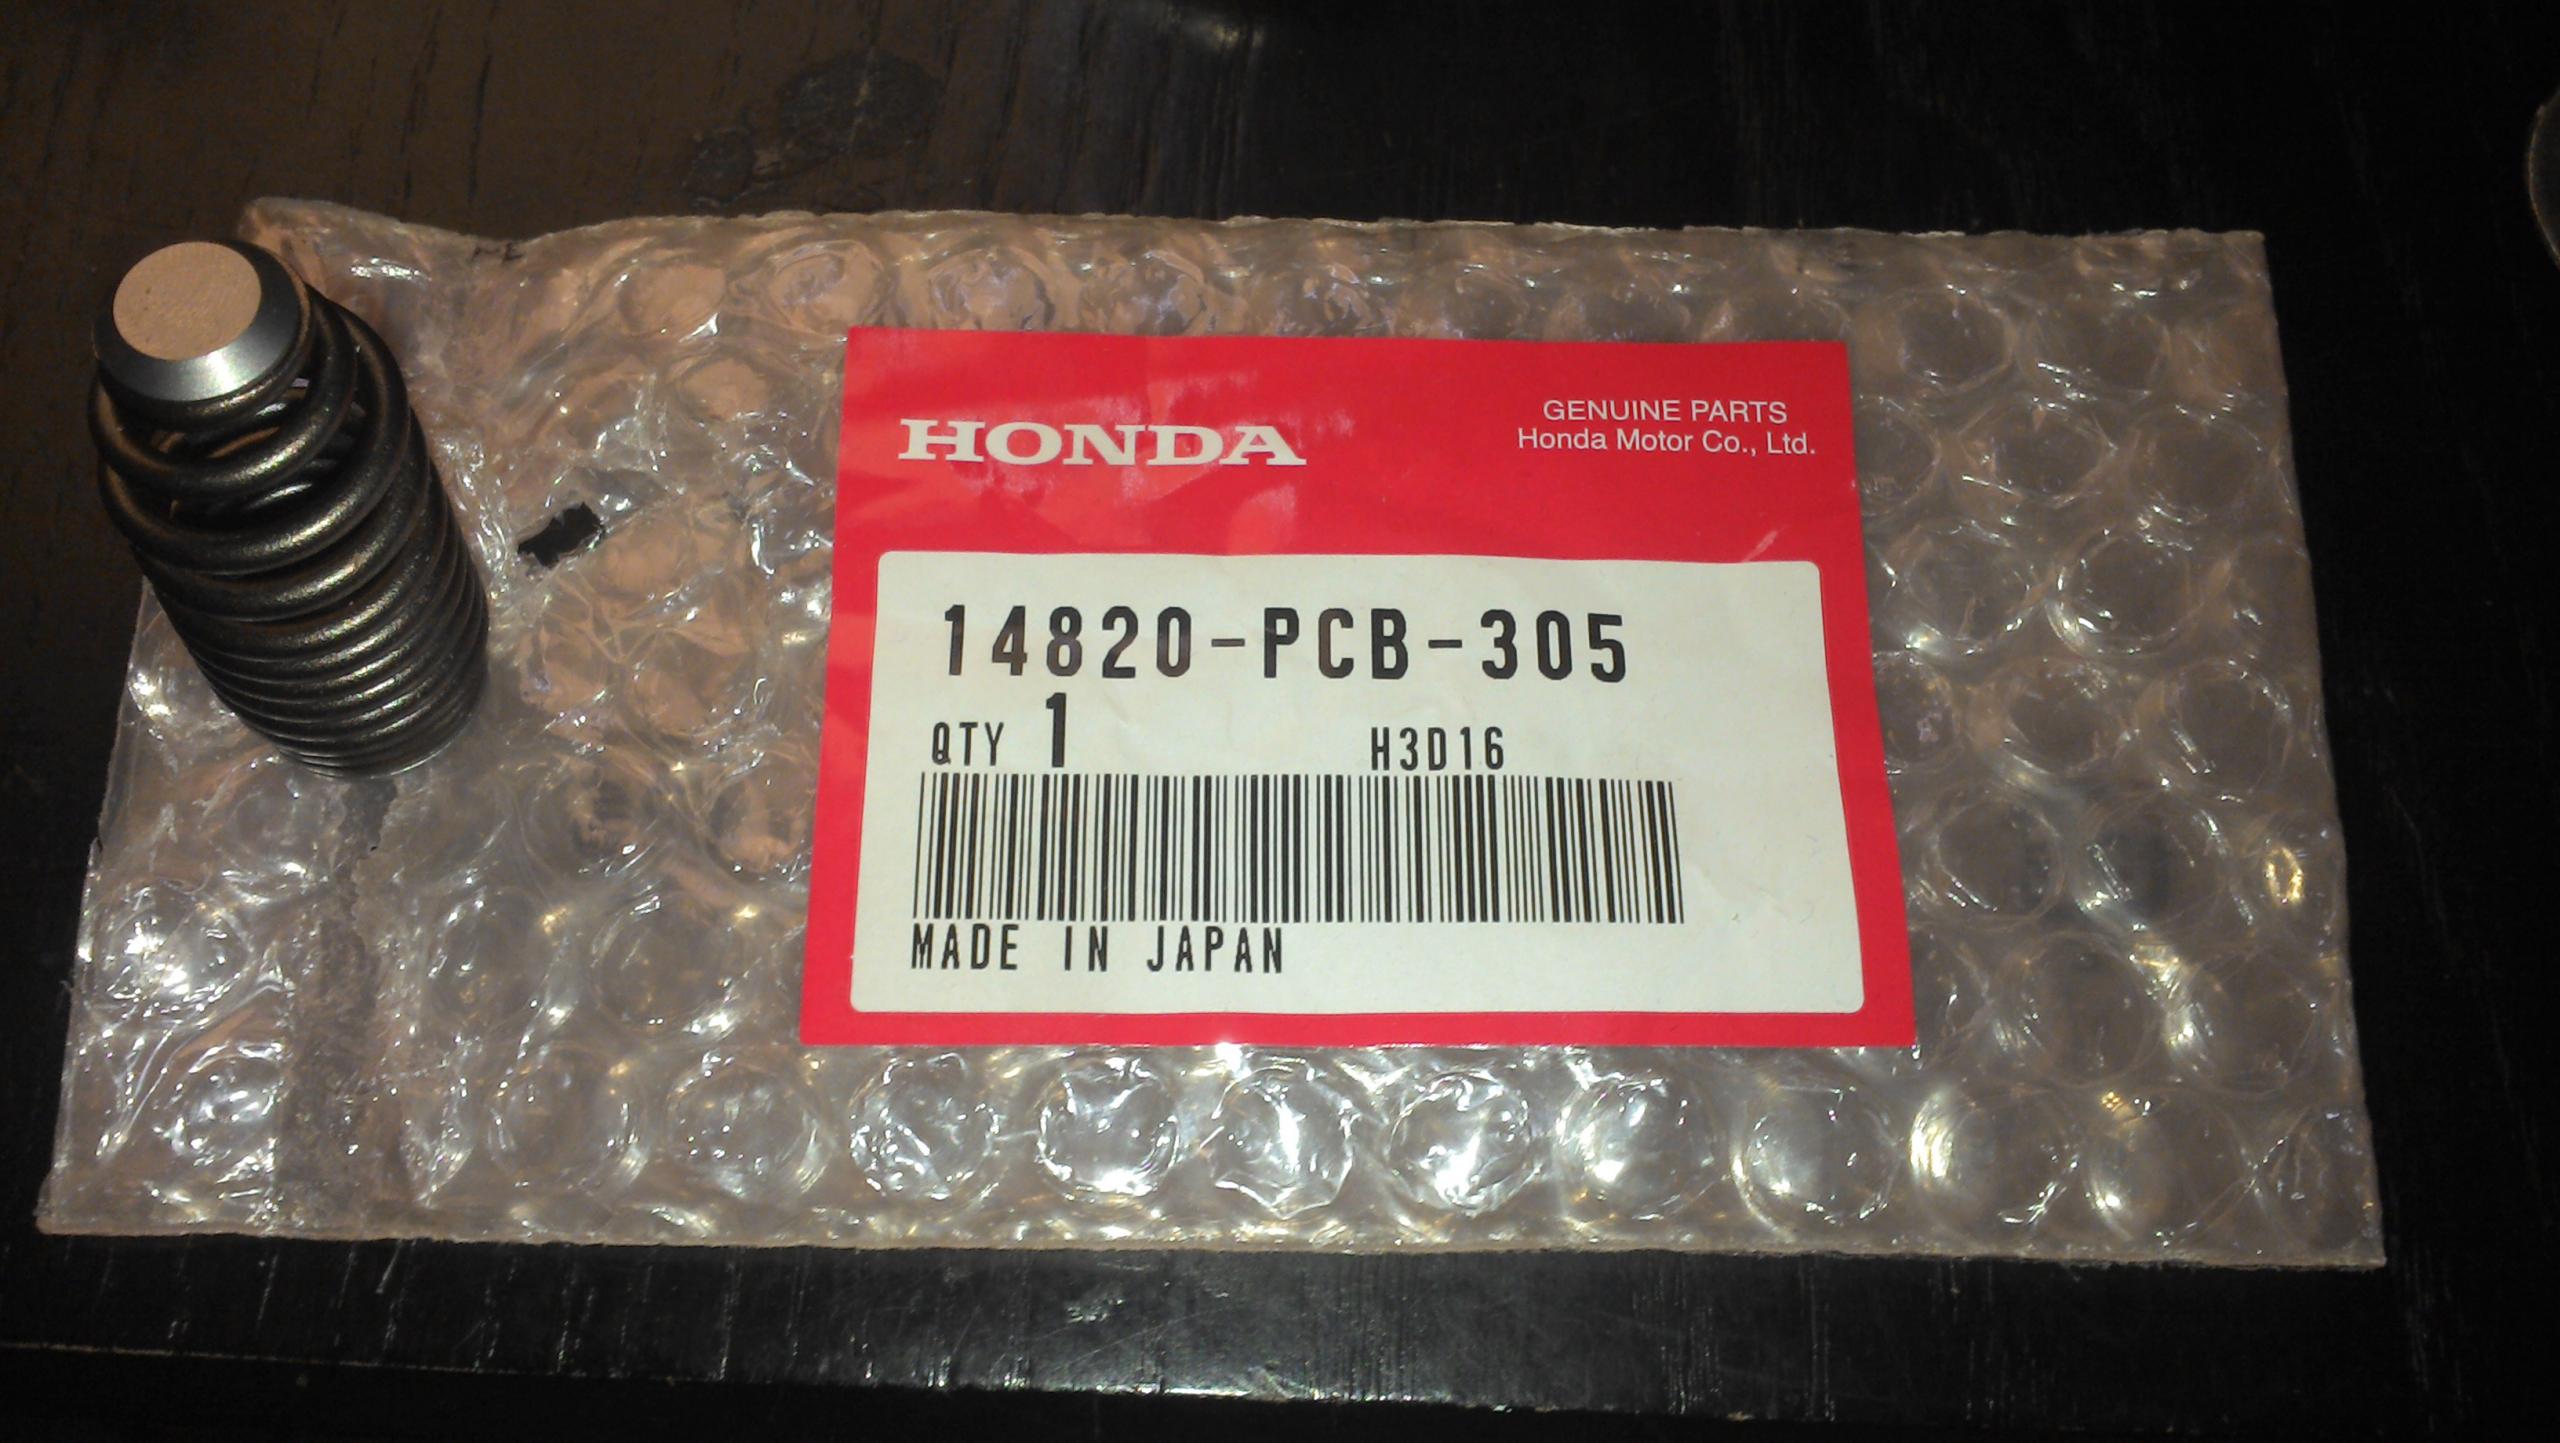 HONDA
GENUINE PARTS
Honda Motor Co., Ltd.
14820-PCB-305
QTY 1 H3D16
MADE IN JAPAN